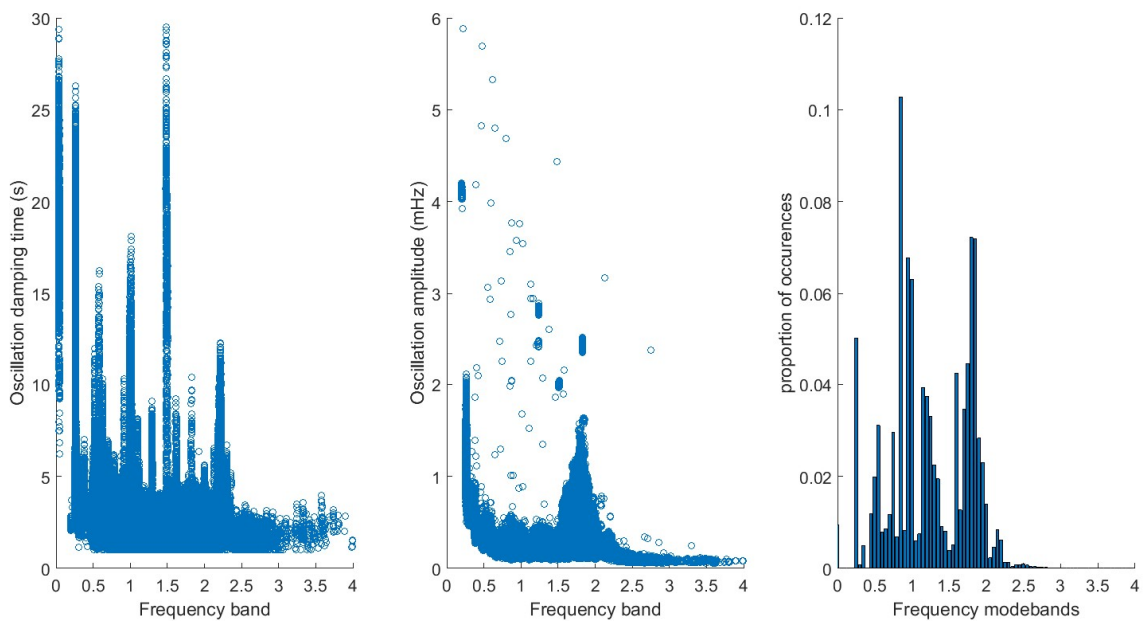 Oscillation damping time (s)
30
25
20
15
10
5
0
0 0.5 1 1.5 2 2.5 3 3.5 4
Frequency band
Oscillation amplitude (mHz)
6
5
4
3
2
1
0
0 0.5 1 1.5 2 2.5 3 3.5 4
Frequency band
proportion of occurences
0.12
0.1
0.08
0.06
0.04
0.02
0
0 0.5 1 1.5 2 2.5 3 3.5 4
Frequency modebands